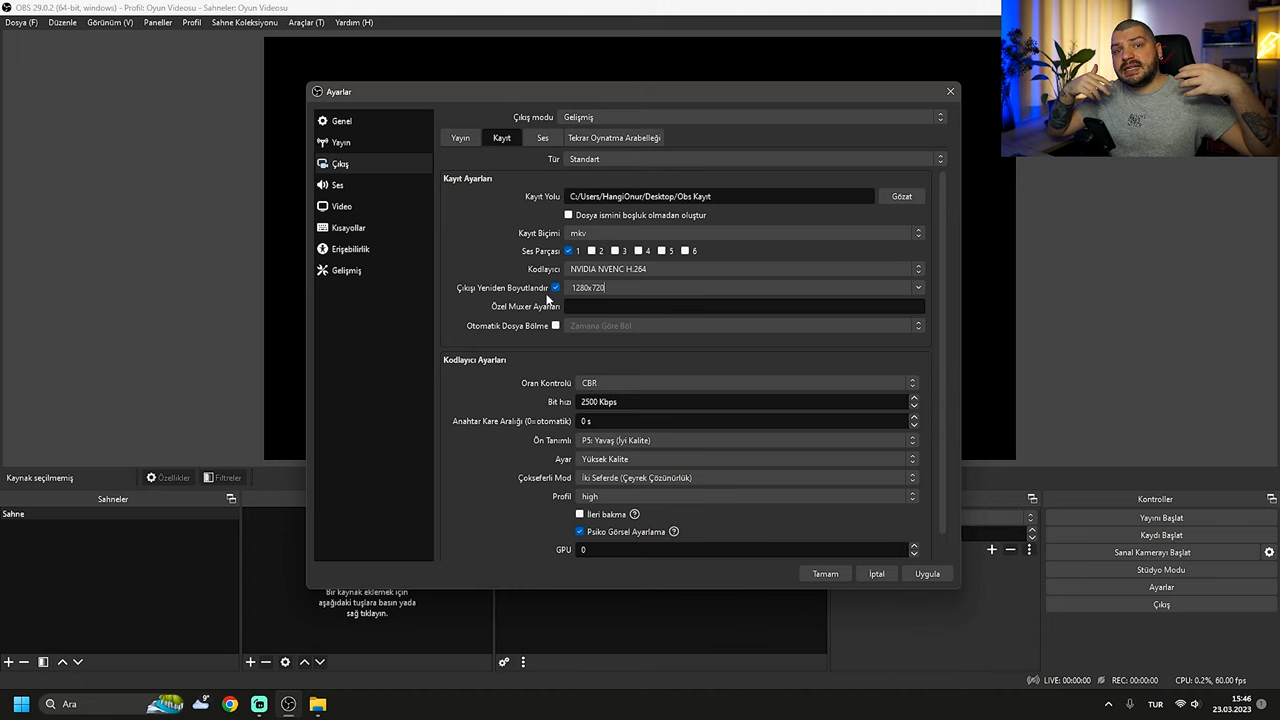 OBS 29.0.2 (64-bit, windows) - Profil: Oyun Videosu - Sahneler: Oyun Videosu
Dosya (F) Düzenle Görünüm (V) Paneller Profil Sahne Koleksiyonu Araçlar (T) Yardım (H)
Ayarlar
Genel
Yayın
Çıkış
Ses
Video
Kısayollar
Erişebilirlik
Gelişmiş
Çıkış modu Gelişmiş
Yayın Kayıt Ses Tekrar Oynatma Arabelleği
Tür Standart
Kayıt Ayarları
Kayıt Yolu C:/Users/HangiOnur/Desktop/Obs Kayıt Gözat
Dosya ismini boşluk olmadan oluştur
Kayıt Biçimi mkv
Ses Parçası 1 2 3 4 5 6
Kodlayıcı NVIDIA NVENC H.264
Çıkışı Yeniden Boyutlandır 1280x720
Özel Muxer Ayarları
Otomatik Dosya Bölme Zamana Göre Böl
Kodlayıcı Ayarları
Oran Kontrolü CBR
Bit hızı 2500 Kbps
Anahtar Kare Aralığı (0=otomatik) 0 s
Ön Tanımlı P5: Yavaş (İyi Kalite)
Ayar Yüksek Kalite
Çokseferli Mod İki Seferde (Çeyrek Çözünürlük)
Profil high
İleri bakma
Psiko Görsel Ayarlama
GPU 0
Tamam İptal Uygula
Kaynak seçilmemiş Özellikler Filtreler
Sahneler
Sahne
Bir kaynak eklemek için
aşağıdaki tuşlara basın yada
sağ tıklayın.
Kontroller
Yayını Başlat
Kaydı Başlat
Sanal Kamerayı Başlat
Stüdyo Modu
Ayarlar
Çıkış
LIVE: 00:00:00 REC: 00:00:00 CPU: 0.2%, 60.00 fps
Ara
9°
TUR
15:46
23.03.2023